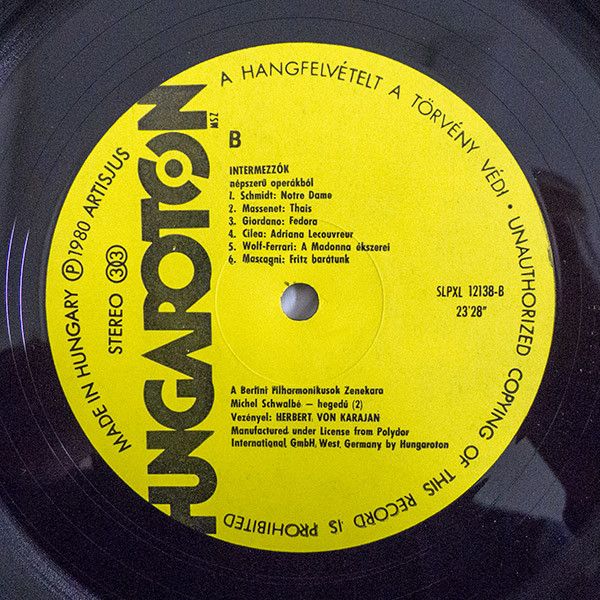 A HANGFELVÉTELT A TÖRVÉNY VÉDI · UNAUTHORIZED COPYING OF THIS RECORD IS PROHIBITED
MADE IN HUNGARY Ⓟ 1980 ARTISJUS
STEREO 33
HUNGAROTON
MSZ
B
INTERMEZZÓK
népszerű operákból
1. Schmidt: Notre Dame
2. Massenet: Thais
3. Giordano: Fedora
4. Cilea: Adriana Lecouvreur
5. Wolf-Ferrari: A Madonna ékszerei
6. Mascagni: Fritz barátunk
SLPXL 12138-B
23'28"
A Berlini Filharmonikusok Zenekara
Michel Schwalbé – hegedű (2)
Vezényel: HERBERT VON KARAJAN
Manufactured under License from Polydor
International GmbH, West Germany by Hungaroton